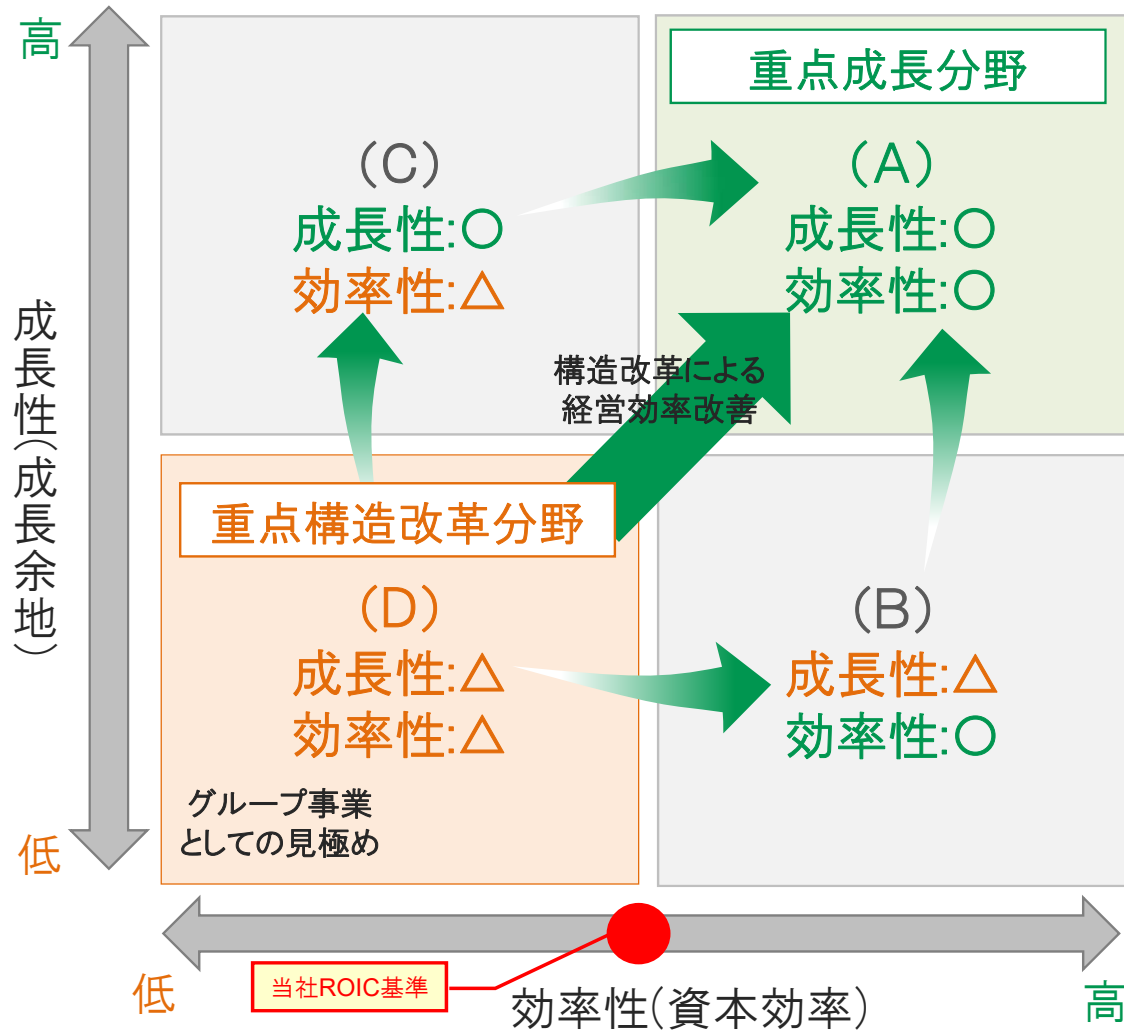 高
重点成長分野
(C)
成長性:○
効率性:△
(A)
成長性:○
効率性:○
成長性(成長余地)
構造改革による
経営効率改善
重点構造改革分野
(D)
成長性:△
効率性:△
(B)
成長性:△
効率性:○
グループ事業
としての見極め
低
低
当社ROIC基準
効率性(資本効率)
高